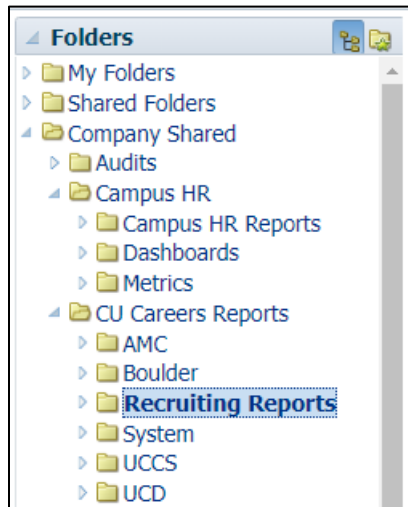 Folders
My Folders
Shared Folders
Company Shared
Audits
Campus HR
Campus HR Reports
Dashboards
Metrics
CU Careers Reports
AMC
Boulder
Recruiting Reports
System
UCCS
UCD